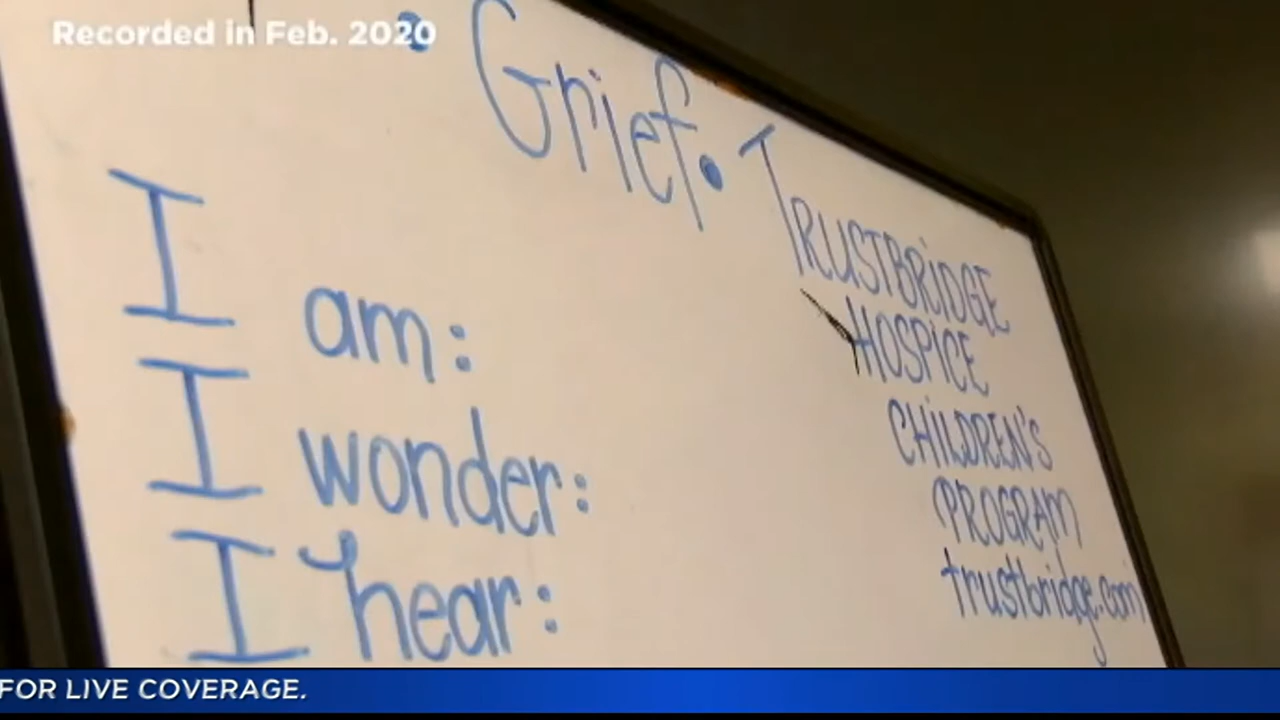 Recorded in Feb. 2020
• Grief •
I am:
I wonder:
I hear:
TRUSTBRiDGE
HOSPICE
CHiLDREN'S
PROGRAM
trustbridge.com
FOR LIVE COVERAGE.